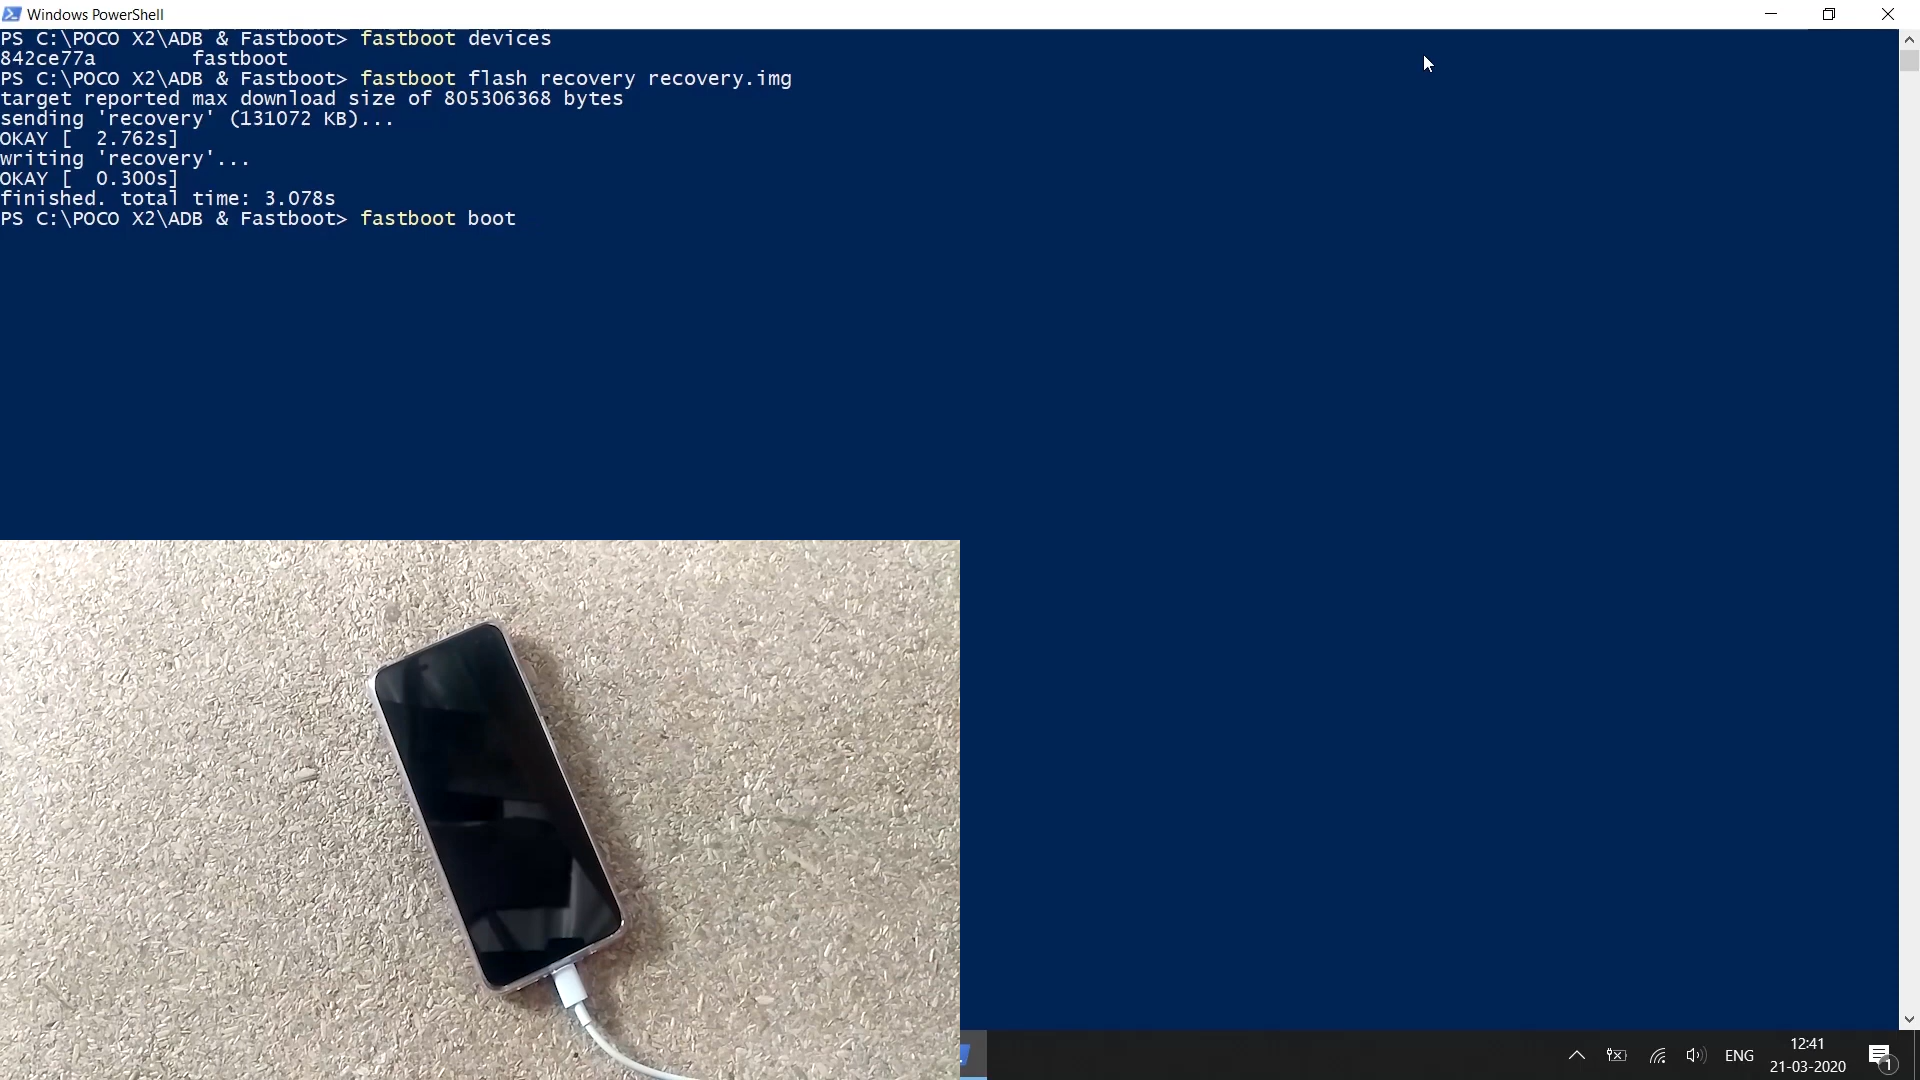 Windows PowerShell
PS C:\POCO X2\ADB & Fastboot> fastboot devices
842ce77a        fastboot
PS C:\POCO X2\ADB & Fastboot> fastboot flash recovery recovery.img
target reported max download size of 805306368 bytes
sending 'recovery' (131072 KB)...
OKAY [  2.762s]
writing 'recovery'...
OKAY [  0.300s]
finished. total time: 3.078s
PS C:\POCO X2\ADB & Fastboot> fastboot boot
ENG
12:41
21-03-2020
1